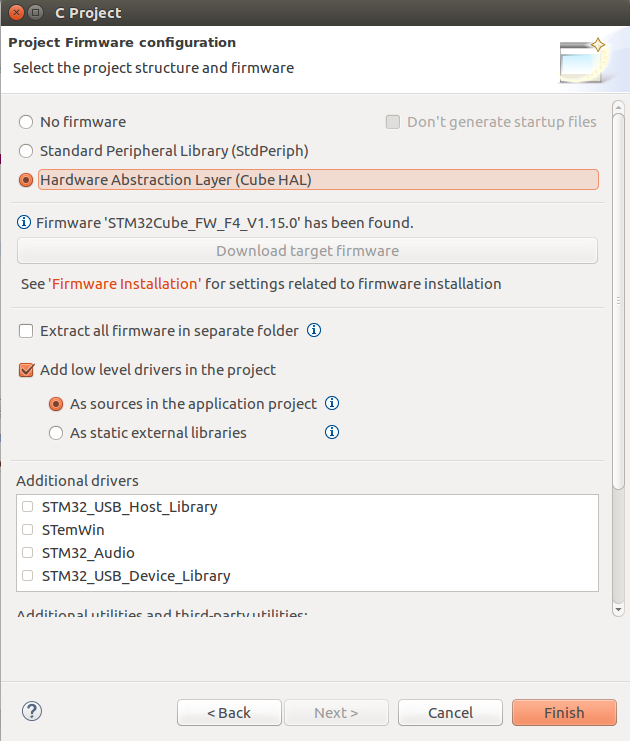 C Project
Project Firmware configuration
Select the project structure and firmware
No firmware
Don't generate startup files
Standard Peripheral Library (StdPeriph)
Hardware Abstraction Layer (Cube HAL)
Firmware 'STM32Cube_FW_F4_V1.15.0' has been found.
Download target firmware
See 'Firmware Installation' for settings related to firmware installation
Extract all firmware in separate folder
Add low level drivers in the project
As sources in the application project
As static external libraries
Additional drivers
STM32_USB_Host_Library
STemWin
STM32_Audio
STM32_USB_Device_Library
Additional utilities and third-party utilities:
?
< Back
Next >
Cancel
Finish